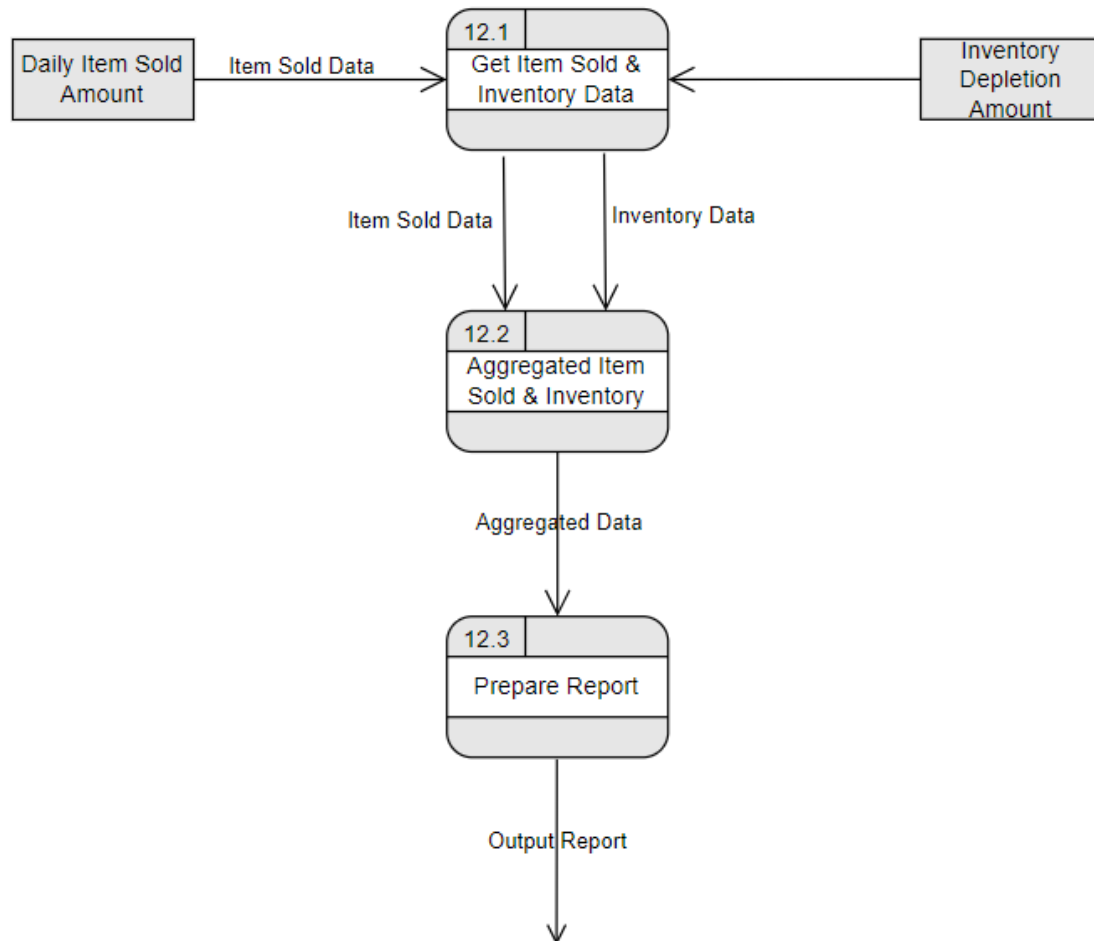 12.1
Daily Item Sold
Amount
Item Sold Data
Get Item Sold &
Inventory Data
Inventory
Depletion
Amount
Item Sold Data
Inventory Data
12.2
Aggregated Item
Sold & Inventory
Aggregated Data
12.3
Prepare Report
Output Report